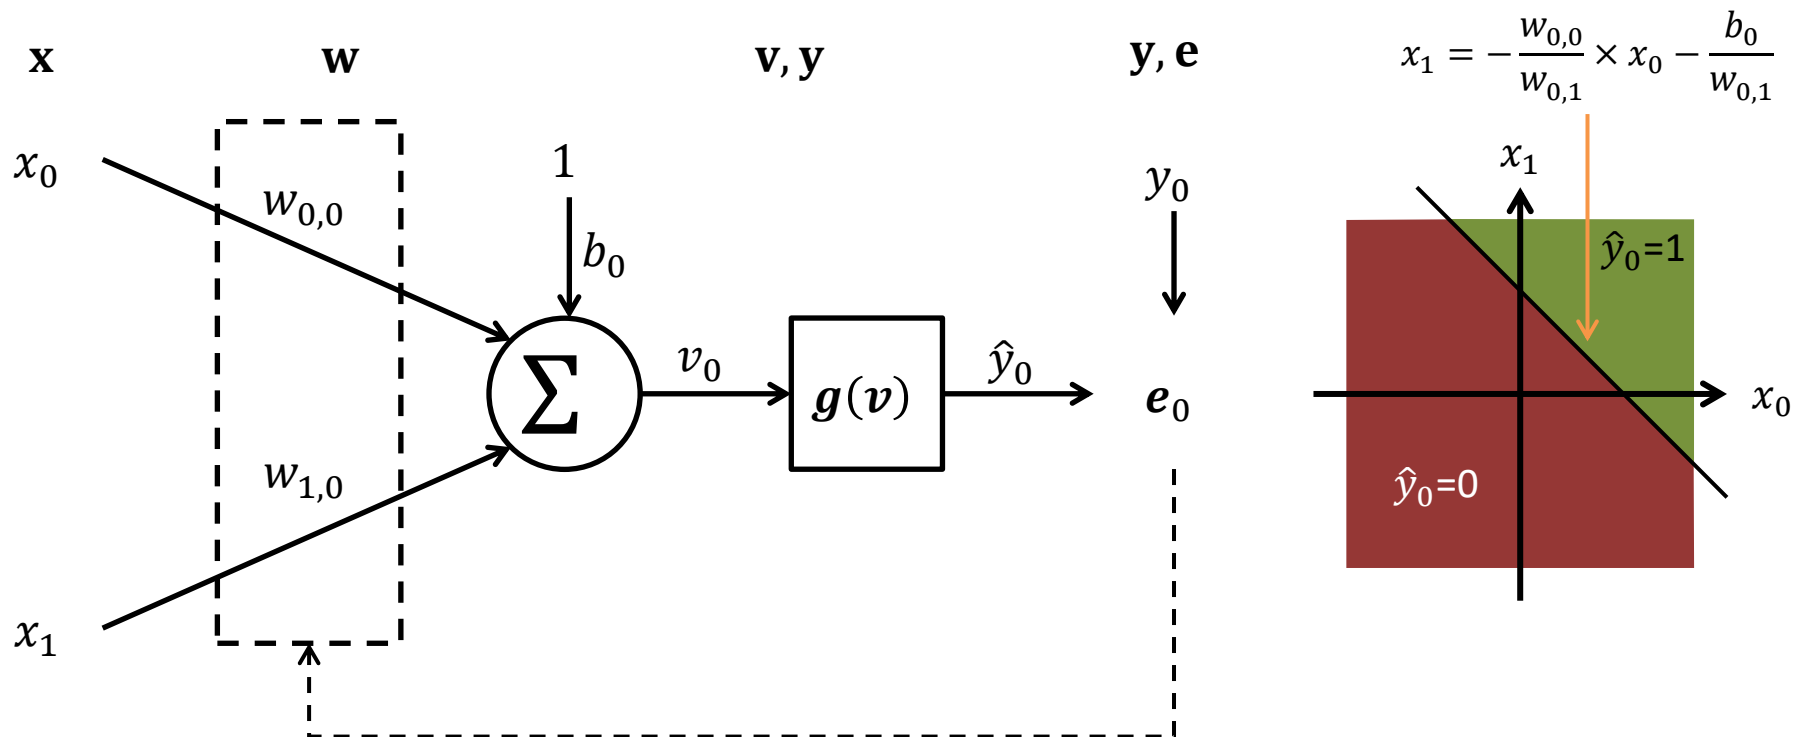 x w v, y y, e
x₁ = −w₀,₀/w₀,₁ × x₀ − b₀/w₀,₁
x₀
w₀,₀
1
b₀
y₀
x₁
ŷ₀=1
Σ
v₀
g(v)
ŷ₀
e₀
x₀
w₁,₀
ŷ₀=0
x₁